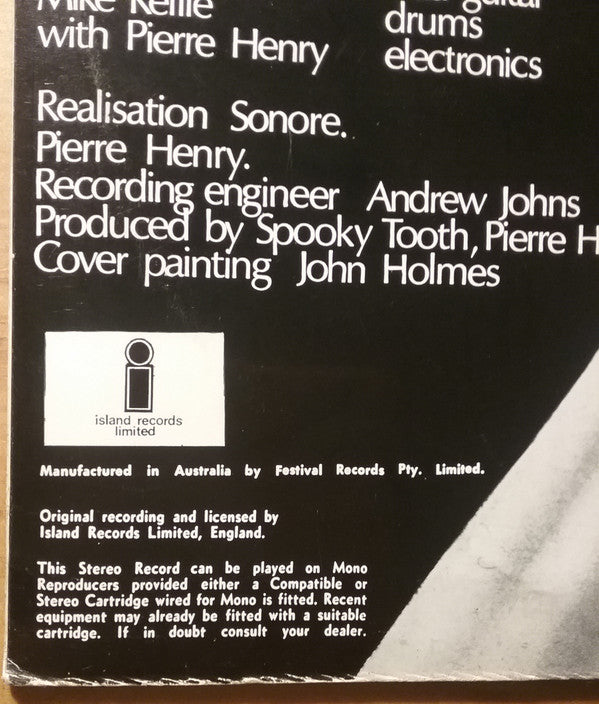 Mike Kellie
guitar
drums
with Pierre Henry
electronics
Realisation Sonore.
Pierre Henry.
Recording engineer Andrew Johns
Produced by Spooky Tooth, Pierre H
Cover painting John Holmes
island records
limited
Manufactured in Australia by Festival Records Pty. Limited.
Original recording and licensed by
Island Records Limited, England.
This Stereo Record can be played on Mono
Reproducers provided either a Compatible or
Stereo Cartridge wired for Mono is fitted. Recent
equipment may already be fitted with a suitable
cartridge. If in doubt consult your dealer.